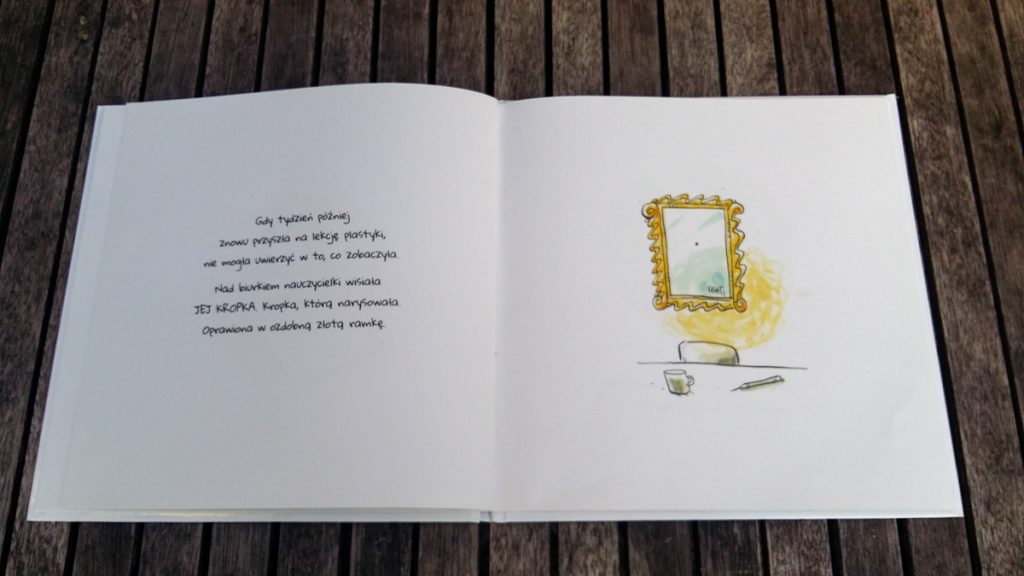 Gdy tydzień później
znowu przyszła na lekcję plastyki,
nie mogła uwierzyć w to, co zobaczyła.
Nad biurkiem nauczycielki wisiała
JEJ KROPKA. Kropka, którą narysowała.
Oprawiona w ozdobną złotą ramkę.